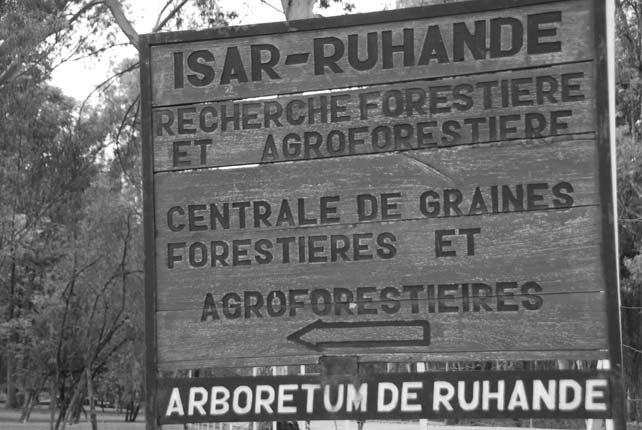 ISAR-RUHANDE
RECHERCHE FORESTIERE
ET AGROFORESTIERE
CENTRALE DE GRAINES
FORESTIERES ET
AGROFORESTIEIRES
ARBORETUM DE RUHANDE